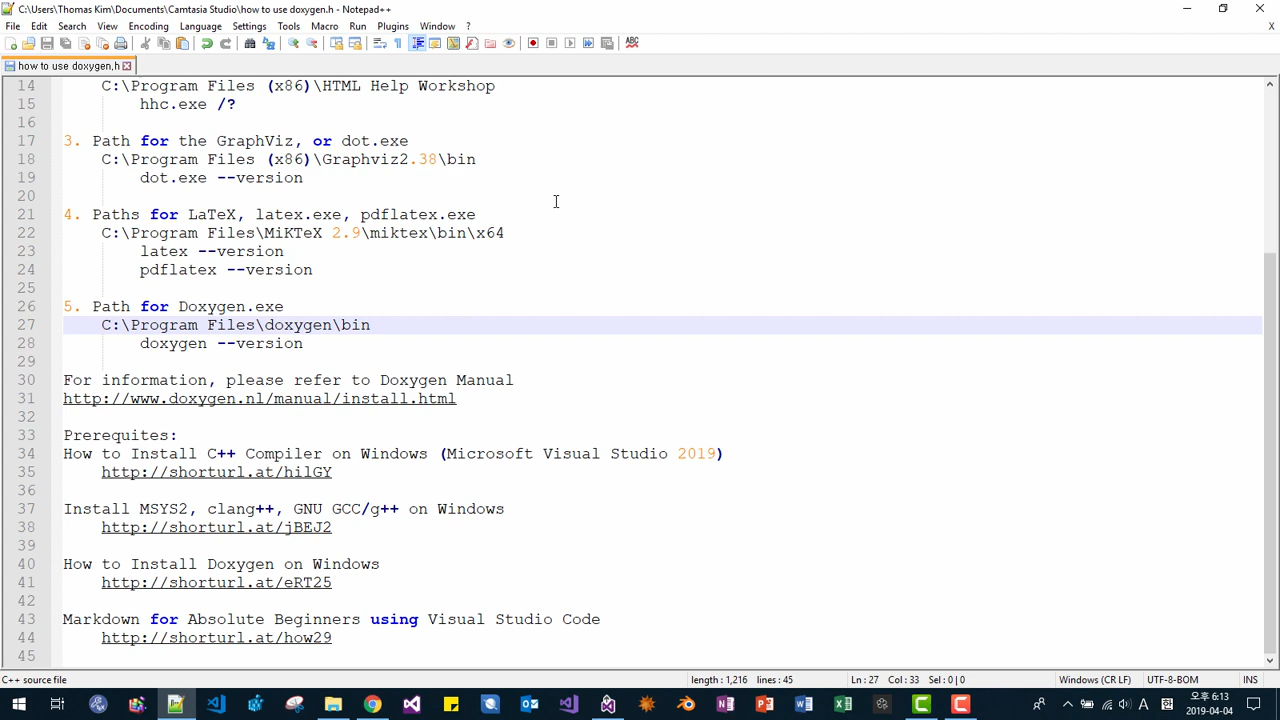 C:\Users\Thomas Kim\Documents\Camtasia Studio\how to use doxygen.h - Notepad++
File Edit Search View Encoding Language Settings Tools Macro Run Plugins Window ?
X
how to use doxygen.h
14 C:\Program Files (x86)\HTML Help Workshop
15 hhc.exe /?
16
17 3. Path for the GraphViz, or dot.exe
18 C:\Program Files (x86)\Graphviz2.38\bin
19 dot.exe --version
20
21 4. Paths for LaTeX, latex.exe, pdflatex.exe
22 C:\Program Files\MiKTeX 2.9\miktex\bin\x64
23 latex --version
24 pdflatex --version
25
26 5. Path for Doxygen.exe
27 C:\Program Files\doxygen\bin
28 doxygen --version
29
30 For information, please refer to Doxygen Manual
31 http://www.doxygen.nl/manual/install.html
32
33 Prerequites:
34 How to Install C++ Compiler on Windows (Microsoft Visual Studio 2019)
35 http://shorturl.at/hilGY
36
37 Install MSYS2, clang++, GNU GCC/g++ on Windows
38 http://shorturl.at/jBEJ2
39
40 How to Install Doxygen on Windows
41 http://shorturl.at/eRT25
42
43 Markdown for Absolute Beginners using Visual Studio Code
44 http://shorturl.at/how29
45
C++ source file length : 1,216 lines : 45 Ln : 27 Col : 33 Sel : 0 | 0 Windows (CR LF) UTF-8-BOM INS
오후 6:13
2019-04-04